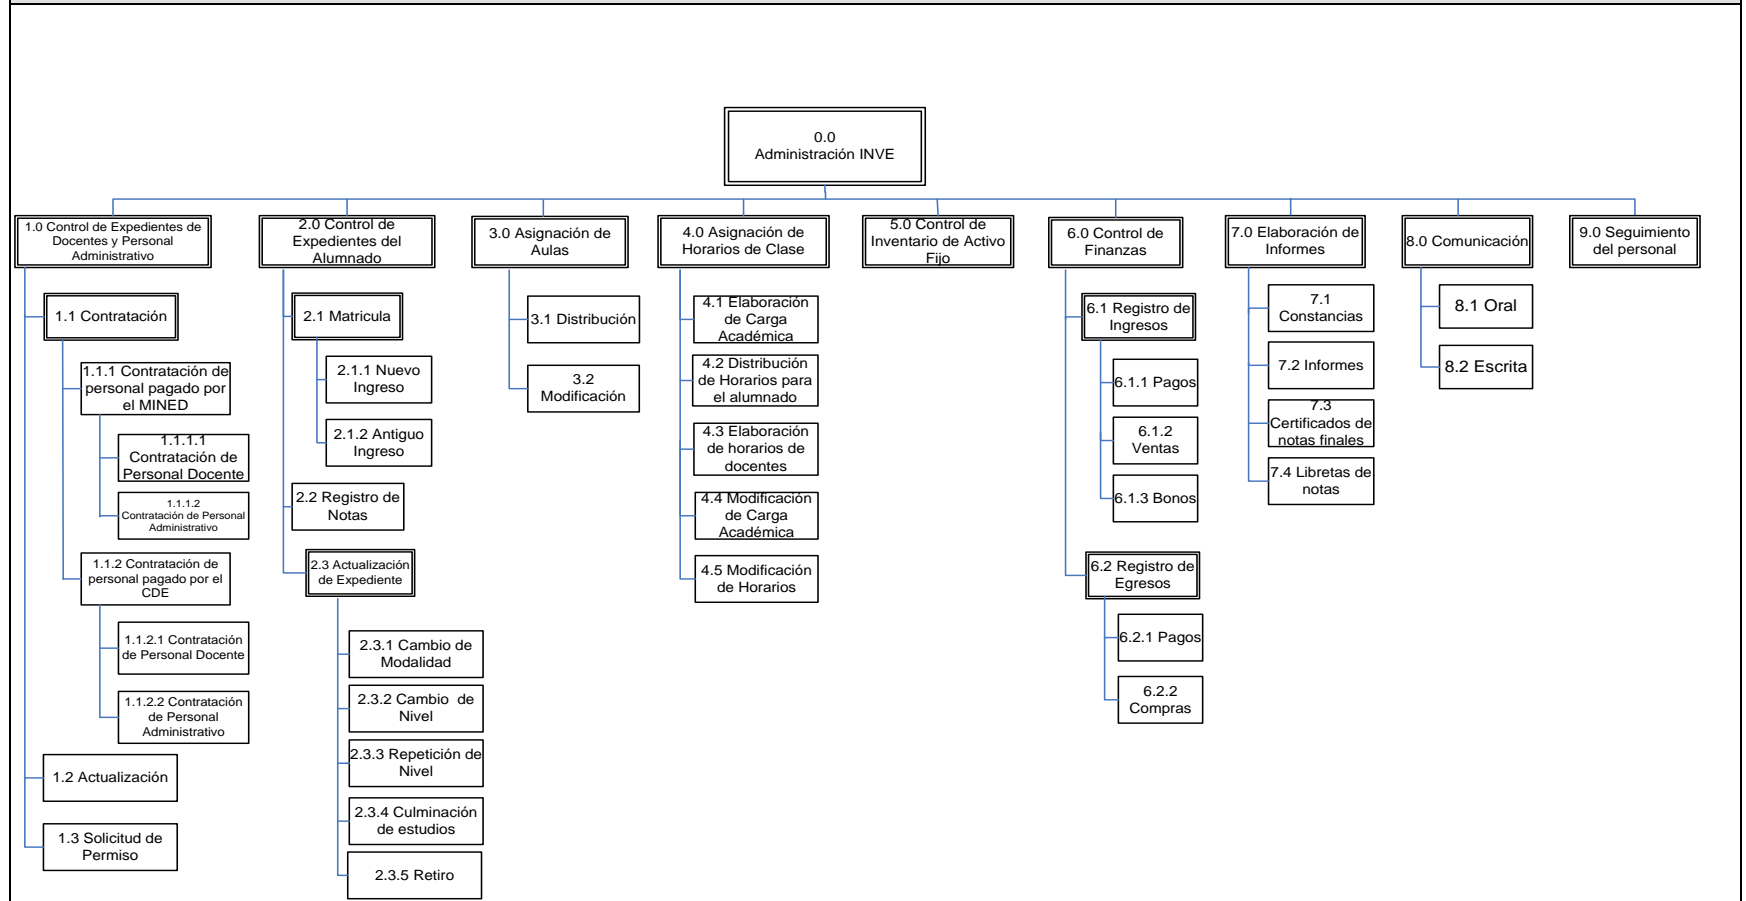 0.0
Administración INVE
1.0 Control de Expedientes de
Docentes y Personal
Administrativo
1.1 Contratación
1.1.1 Contratación de
personal pagado por
el MINED
1.1.1.1
Contratación de
Personal Docente
1.1.1.2
Contratación de Personal
Administrativo
1.1.2 Contratación de
personal pagado por el
CDE
1.1.2.1 Contratación
de Personal Docente
1.1.2.2 Contratación
de Personal
Administrativo
1.2 Actualización
1.3 Solicitud de
Permiso
2.0 Control de
Expedientes del
Alumnado
2.1 Matricula
2.1.1 Nuevo
Ingreso
2.1.2 Antiguo
Ingreso
2.2 Registro de
Notas
2.3 Actualización
de Expediente
2.3.1 Cambio de
Modalidad
2.3.2 Cambio de
Nivel
2.3.3 Repetición de
Nivel
2.3.4 Culminación
de estudios
2.3.5 Retiro
3.0 Asignación de
Aulas
3.1 Distribución
3.2
Modificación
4.0 Asignación de
Horarios de Clase
4.1 Elaboración
de Carga
Académica
4.2 Distribución
de Horarios para
el alumnado
4.3 Elaboración
de horarios de
docentes
4.4 Modificación
de Carga
Académica
4.5 Modificación
de Horarios
5.0 Control de
Inventario de Activo
Fijo
6.0 Control de
Finanzas
6.1 Registro de
Ingresos
6.1.1 Pagos
6.1.2
Ventas
6.1.3 Bonos
6.2 Registro de
Egresos
6.2.1 Pagos
6.2.2
Compras
7.0 Elaboración de
Informes
7.1
Constancias
7.2 Informes
7.3
Certificados de
notas finales
7.4 Libretas de
notas
8.0 Comunicación
8.1 Oral
8.2 Escrita
9.0 Seguimiento
del personal